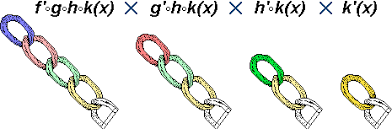 f'∘g∘h∘k(x) × g'∘h∘k(x) × h'∘k(x) × k'(x)